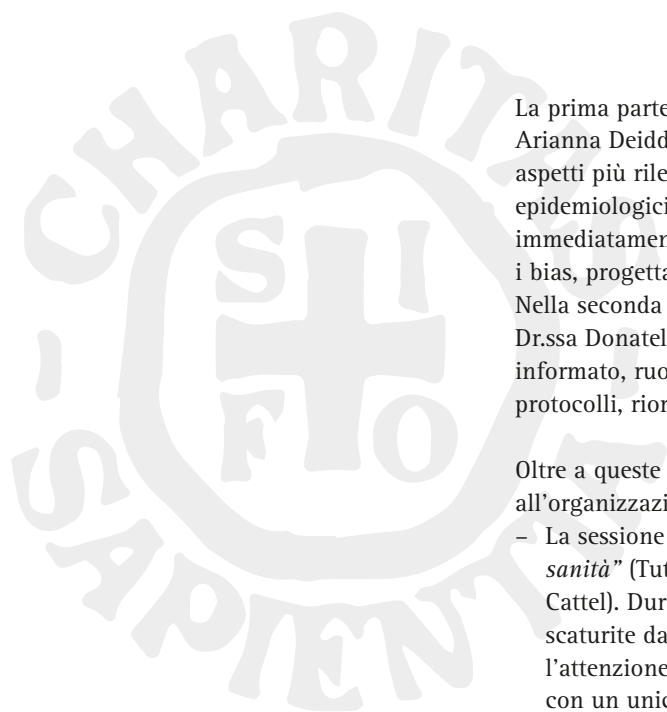 CHARITAS
SAPIENTIA
S I
F O
La prima parte
Arianna Deidd
aspetti più rile
epidemiologici
immediatamen
i bias, progetta
Nella seconda
Dr.ssa Donatel
informato, ruo
protocolli, rior
Oltre a queste
all'organizzazi
– La sessione
sanità" (Tut
Cattel). Dur
scaturite da
l'attenzione
con un unic